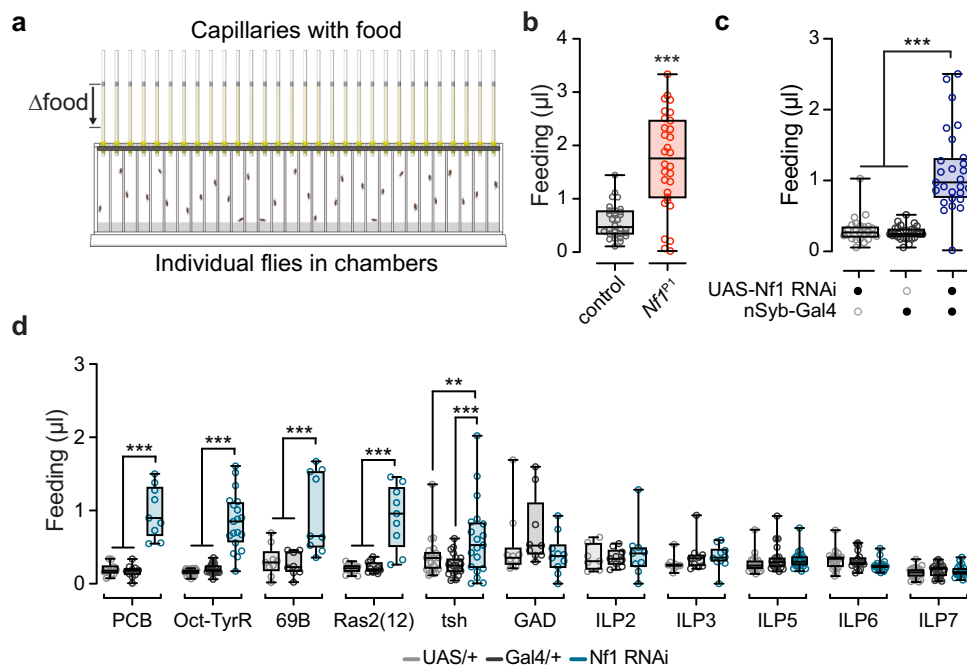 a
Capillaries with food
Δfood
Individual flies in chambers
b
Feeding (µl)
4
3
2
1
0
***
control
Nf1ᴾ¹
c
Feeding (µl)
3
2
1
0
***
UAS-Nf1 RNAi
nSyb-Gal4
d
Feeding (µl)
3
2
1
0
***
***
***
***
**
***
PCB Oct-TyrR 69B Ras2(12) tsh GAD ILP2 ILP3 ILP5 ILP6 ILP7
UAS/+ Gal4/+ Nf1 RNAi